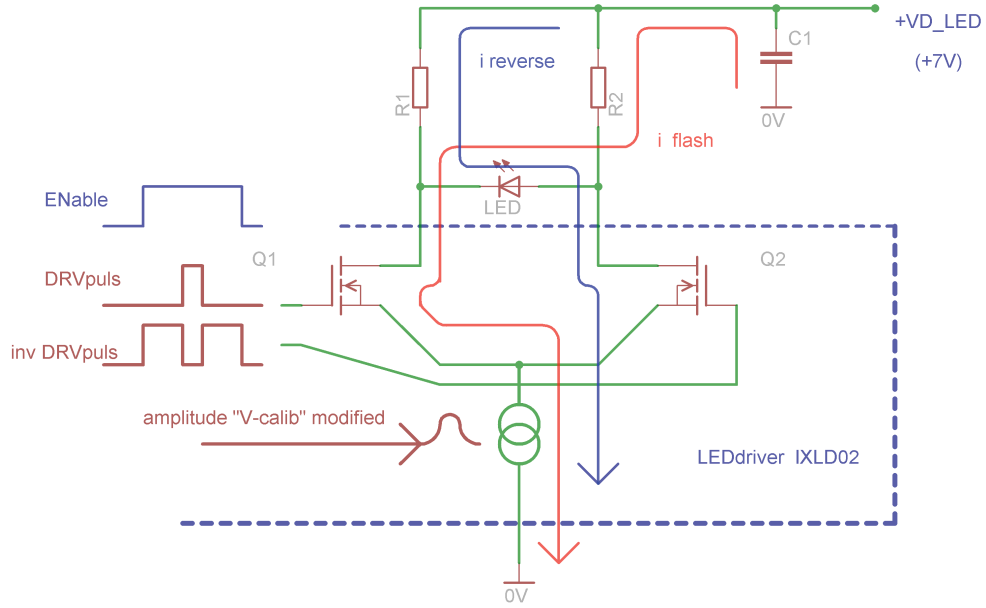 +VD_LED
C1
i reverse
(+7V)
R1
R2
0V
i flash
ENable
LED
Q1
Q2
DRVpuls
inv DRVpuls
amplitude "V-calib" modified
LEDdriver IXLD02
0V